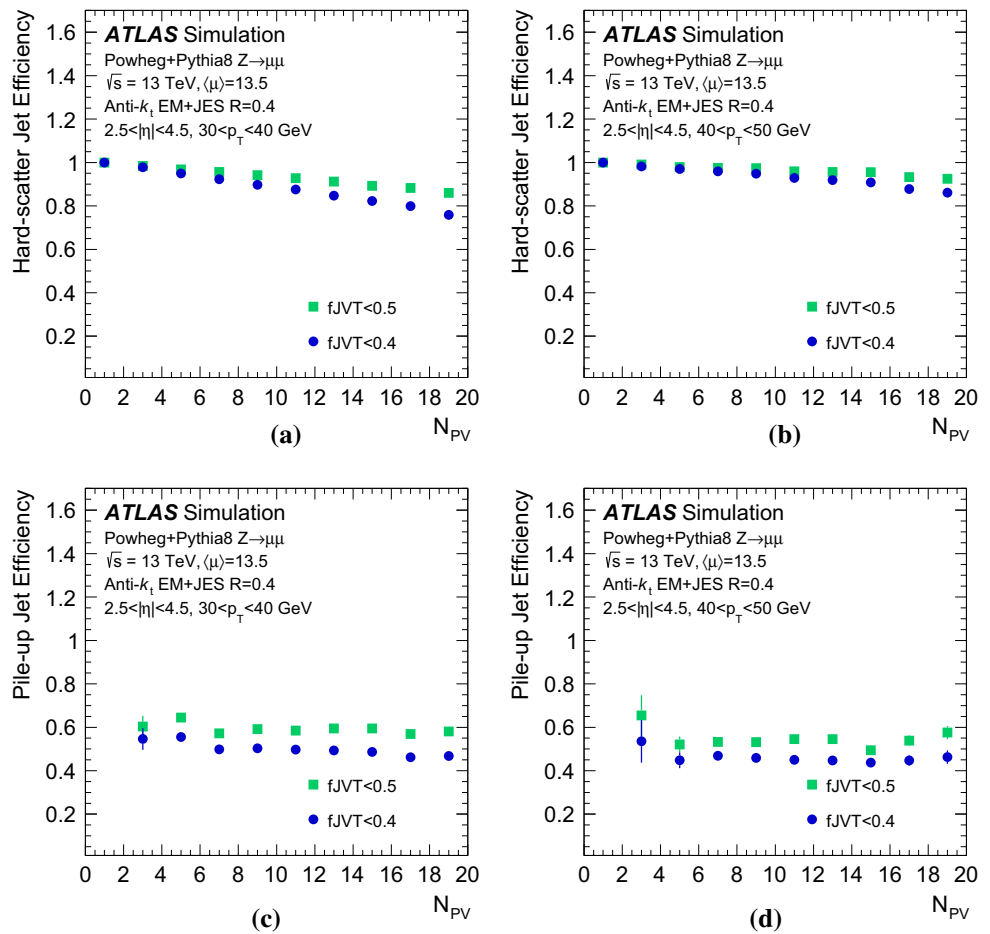 Hard-scatter Jet Efficiency
1.6
1.4
1.2
1
0.8
0.6
0.4
0.2
ATLAS Simulation
Powheg+Pythia8 Z→μμ
√s = 13 TeV, ⟨μ⟩=13.5
Anti-kt EM+JES R=0.4
2.5<|η|<4.5, 30<pT<40 GeV
fJVT<0.5
fJVT<0.4
0 2 4 6 8 10 12 14 16 18 20
NPV
(a)
Hard-scatter Jet Efficiency
1.6
1.4
1.2
1
0.8
0.6
0.4
0.2
ATLAS Simulation
Powheg+Pythia8 Z→μμ
√s = 13 TeV, ⟨μ⟩=13.5
Anti-kt EM+JES R=0.4
2.5<|η|<4.5, 40<pT<50 GeV
fJVT<0.5
fJVT<0.4
0 2 4 6 8 10 12 14 16 18 20
NPV
(b)
Pile-up Jet Efficiency
1.6
1.4
1.2
1
0.8
0.6
0.4
0.2
ATLAS Simulation
Powheg+Pythia8 Z→μμ
√s = 13 TeV, ⟨μ⟩=13.5
Anti-kt EM+JES R=0.4
2.5<|η|<4.5, 30<pT<40 GeV
fJVT<0.5
fJVT<0.4
0 2 4 6 8 10 12 14 16 18 20
NPV
(c)
Pile-up Jet Efficiency
1.6
1.4
1.2
1
0.8
0.6
0.4
0.2
ATLAS Simulation
Powheg+Pythia8 Z→μμ
√s = 13 TeV, ⟨μ⟩=13.5
Anti-kt EM+JES R=0.4
2.5<|η|<4.5, 40<pT<50 GeV
fJVT<0.5
fJVT<0.4
0 2 4 6 8 10 12 14 16 18 20
NPV
(d)